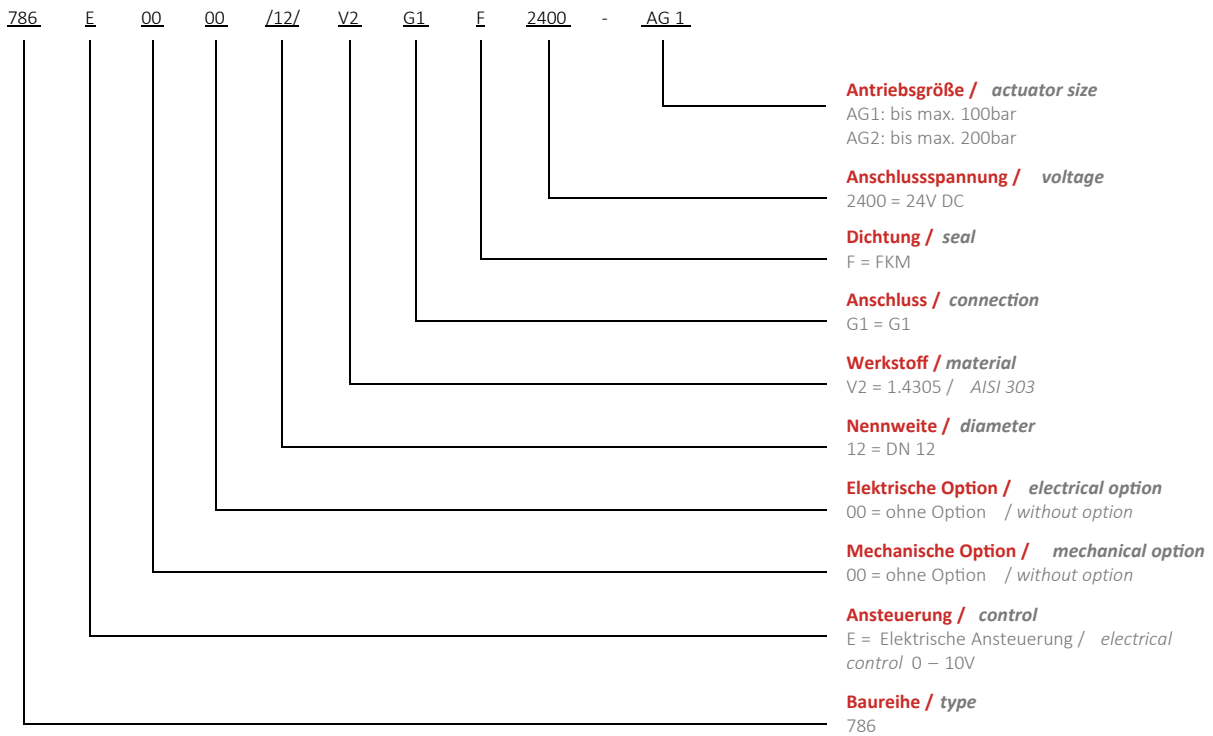 786 E 00 00 /12/ V2 G1 F 2400 - AG 1
Antriebsgröße / actuator size
AG1: bis max. 100bar
AG2: bis max. 200bar
Anschlussspannung / voltage
2400 = 24V DC
Dichtung / seal
F = FKM
Anschluss / connection
G1 = G1
Werkstoff / material
V2 = 1.4305 / AISI 303
Nennweite / diameter
12 = DN 12
Elektrische Option / electrical option
00 = ohne Option / without option
Mechanische Option / mechanical option
00 = ohne Option / without option
Ansteuerung / control
E = Elektrische Ansteuerung / electrical
control 0 – 10V
Baureihe / type
786